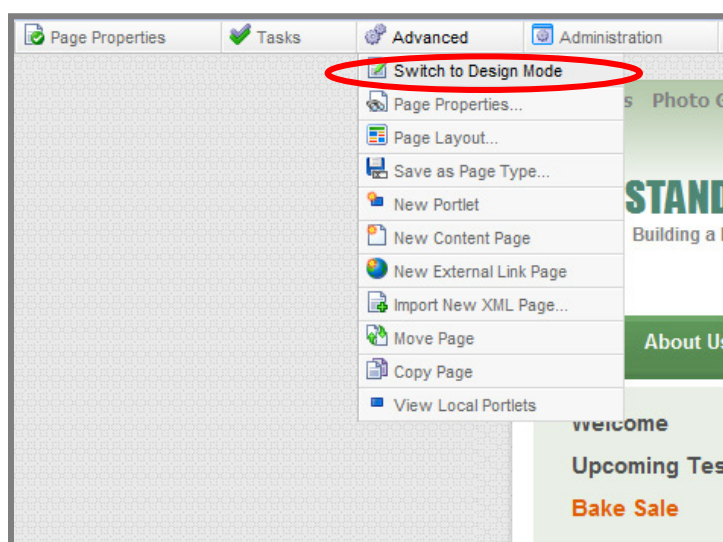 Page Properties Tasks Advanced Administration
Switch to Design Mode
Page Properties...
Photo
Page Layout...
Save as Page Type...
New Portlet
New Content Page
Building a
New External Link Page
Import New XML Page...
Move Page
About Us
Copy Page
View Local Portlets
Welcome
Upcoming
Bake Sale